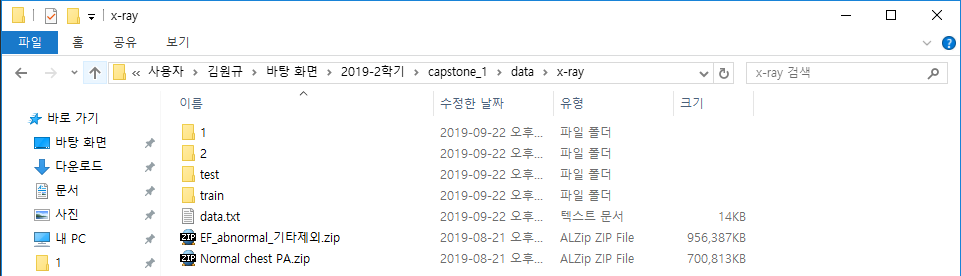 x-ray
파일 홈 공유 보기
« 사용자 > 김원규 > 바탕 화면 > 2019-2학기 > capstone_1 > data > x-ray
x-ray 검색
이름 수정한 날짜 유형 크기
바로 가기
바탕 화면
다운로드
문서
사진
내 PC
1
1 2019-09-22 오후... 파일 폴더
2 2019-09-22 오후... 파일 폴더
test 2019-09-22 오후... 파일 폴더
train 2019-09-22 오후... 파일 폴더
data.txt 2019-09-22 오후... 텍스트 문서 14KB
EF_abnormal_기타제외.zip 2019-08-21 오후... ALZip ZIP File 956,387KB
Normal chest PA.zip 2019-08-21 오후... ALZip ZIP File 700,813KB